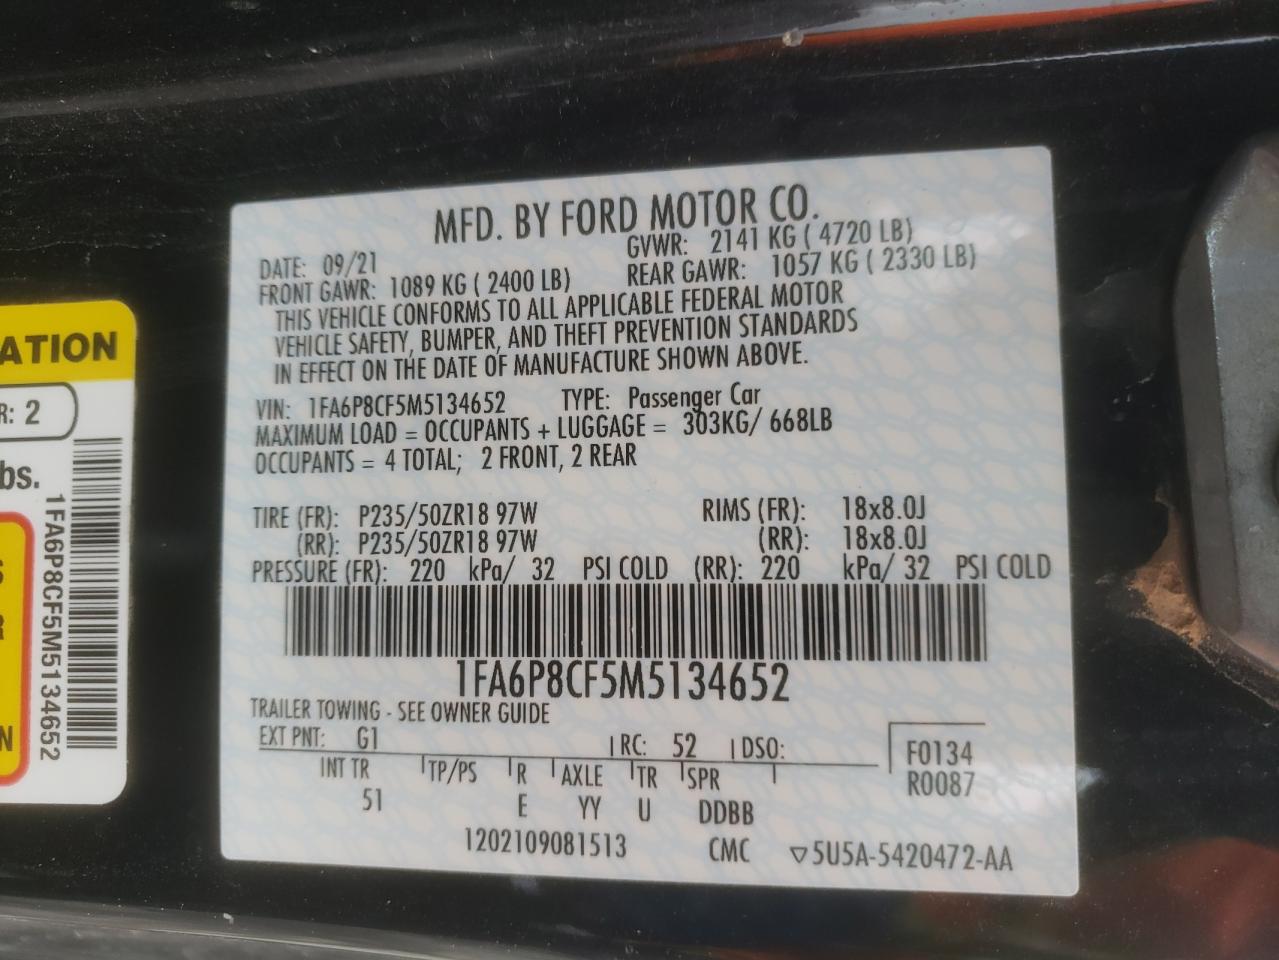 MFD. BY FORD MOTOR CO.
DATE: 09/21 GVWR: 2141 KG ( 4720 LB)
FRONT GAWR: 1089 KG ( 2400 LB) REAR GAWR: 1057 KG ( 2330 LB)
THIS VEHICLE CONFORMS TO ALL APPLICABLE FEDERAL MOTOR
VEHICLE SAFETY, BUMPER, AND THEFT PREVENTION STANDARDS
IN EFFECT ON THE DATE OF MANUFACTURE SHOWN ABOVE.
VIN: 1FA6P8CF5M5134652 TYPE: Passenger Car
MAXIMUM LOAD = OCCUPANTS + LUGGAGE = 303KG/ 668LB
OCCUPANTS = 4 TOTAL; 2 FRONT, 2 REAR
TIRE (FR): P235/50ZR18 97W RIMS (FR): 18x8.0J
(RR): P235/50ZR18 97W (RR): 18x8.0J
PRESSURE (FR): 220 kPa/ 32 PSI COLD (RR): 220 kPa/ 32 PSI COLD
1FA6P8CF5M5134652
TRAILER TOWING - SEE OWNER GUIDE
EXT PNT: G1 RC: 52 DSO: F0134
R0087
INT TR TP/PS R AXLE TR SPR
51 E YY U DDBB
1202109081513 CMC ▽5U5A-5420472-AA
ATION
R: 2
bs.
S
&
N
1FA6P8CF5M5134652